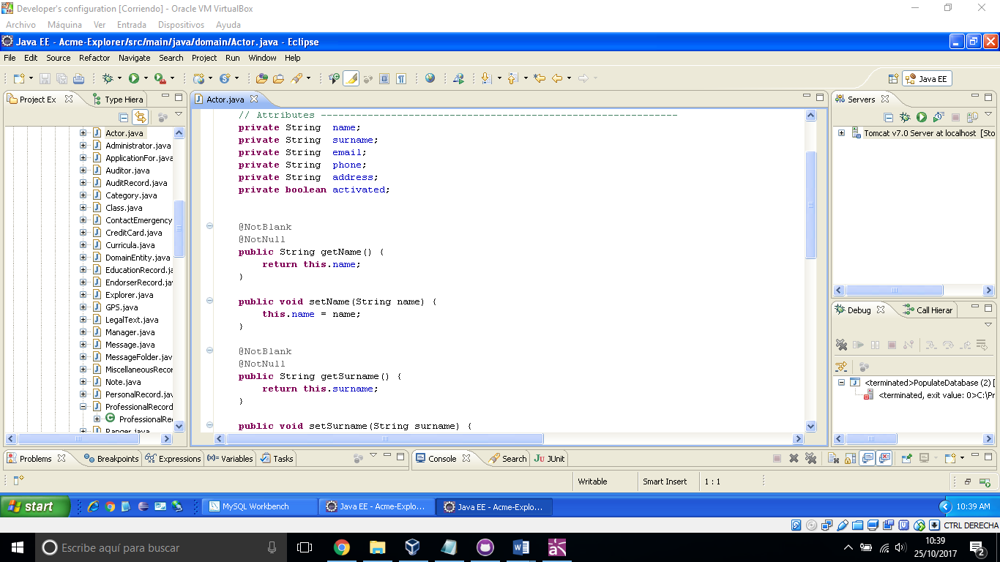 Developer's configuration [Corriendo] - Oracle VM VirtualBox
Archivo Máquina Ver Entrada Dispositivos Ayuda
Java EE - Acme-Explorer/src/main/java/domain/Actor.java - Eclipse
File Edit Source Refactor Navigate Search Project Run Window Help
Java EE
Project Ex
Type Hiera
Actor.java
Administrator.java
ApplicationFor.java
Auditor.java
AuditRecord.java
Category.java
Class.java
ContactEmergency
CreditCard.java
Curricula.java
DomainEntity.java
EducationRecord.ja
EndorserRecord.jav
Explorer.java
GPS.java
LegalText.java
Manager.java
Message.java
MessageFolder.jav
MiscellaneousRecor
Note.java
PersonalRecord.jav
ProfessionalRecord
ProfessionalRec
Ranger.java
Actor.java
// Attributes -------------------------------------------------------------
private String name;
private String surname;
private String email;
private String phone;
private String address;
private boolean activated;
@NotBlank
@NotNull
public String getName() {
return this.name;
}
public void setName(String name) {
this.name = name;
}
@NotBlank
@NotNull
public String getSurname() {
return this.surname;
}
public void setSurname(String surname) {
Servers
Tomcat v7.0 Server at localhost [Sto
Debug
Call Hierar
<terminated>PopulateDatabase (2) [
<terminated, exit value: 0>C:\Pr
Problems
Breakpoints
Expressions
Variables
Tasks
Console
Search
JUnit
Writable
Smart Insert
1 : 1
start
MySQL Workbench
Java EE - Acme-Explo...
Java EE - Acme-Explo...
10:39 AM
CTRL DERECHA
Escribe aquí para buscar
10:39
25/10/2017
2